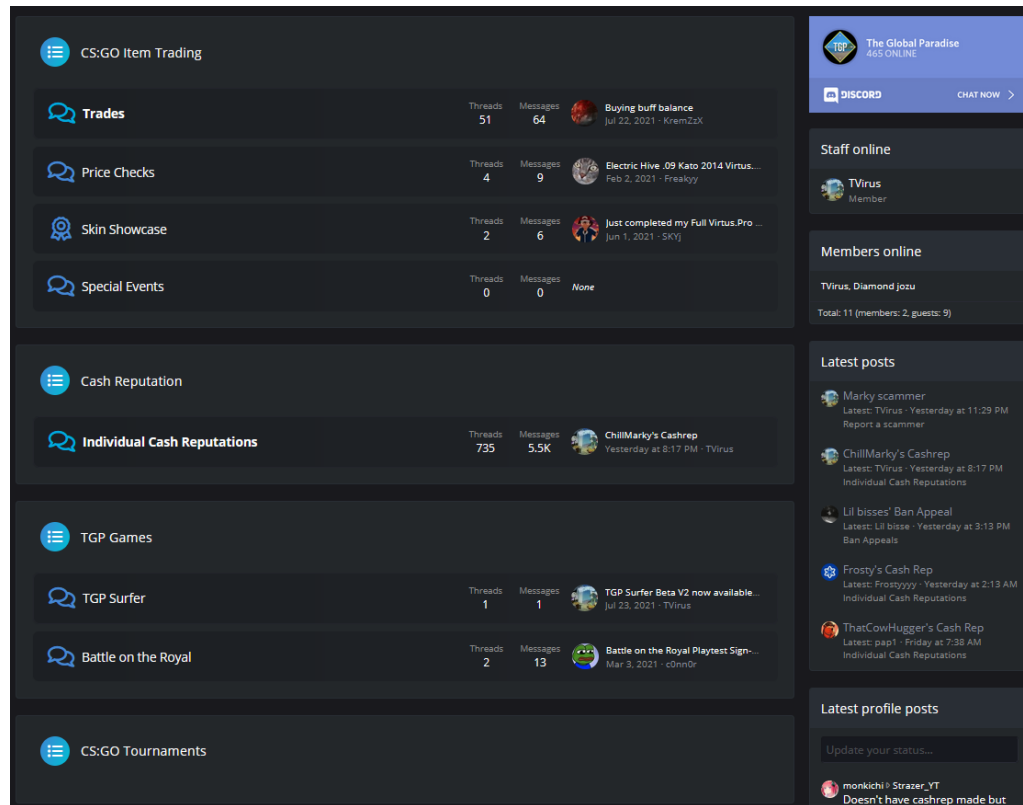 CS:GO Item Trading
Trades
Threads
51
Messages
64
Buying buff balance
Jul 22, 2021 · KremZzX
Price Checks
Threads
4
Messages
9
Electric Hive .09 Kato 2014 Virtus....
Feb 2, 2021 · Freakyy
Skin Showcase
Threads
2
Messages
6
Just completed my Full Virtus.Pro ...
Jun 1, 2021 · SKYj
Special Events
Threads
0
Messages
0
None
Cash Reputation
Individual Cash Reputations
Threads
735
Messages
5.5K
ChillMarky's Cashrep
Yesterday at 8:17 PM · TVirus
TGP Games
TGP Surfer
Threads
1
Messages
1
TGP Surfer Beta V2 now available...
Jul 23, 2021 · TVirus
Battle on the Royal
Threads
2
Messages
13
Battle on the Royal Playtest Sign-...
Mar 3, 2021 · c0nn0r
CS:GO Tournaments
TGP
The Global Paradise
465 ONLINE
DISCORD
CHAT NOW
Staff online
TVirus
Member
Members online
TVirus, Diamond jozu
Total: 11 (members: 2, guests: 9)
Latest posts
Marky scammer
Latest: TVirus · Yesterday at 11:29 PM
Report a scammer
ChillMarky's Cashrep
Latest: TVirus · Yesterday at 8:17 PM
Individual Cash Reputations
Lil bisses' Ban Appeal
Latest: Lil bisse · Yesterday at 3:13 PM
Ban Appeals
Frosty's Cash Rep
Latest: Frostyyyy · Yesterday at 2:13 AM
Individual Cash Reputations
ThatCowHugger's Cash Rep
Latest: pap1 · Friday at 7:38 AM
Individual Cash Reputations
Latest profile posts
Update your status...
monkichi Strazer_YT
Doesn't have cashrep made but